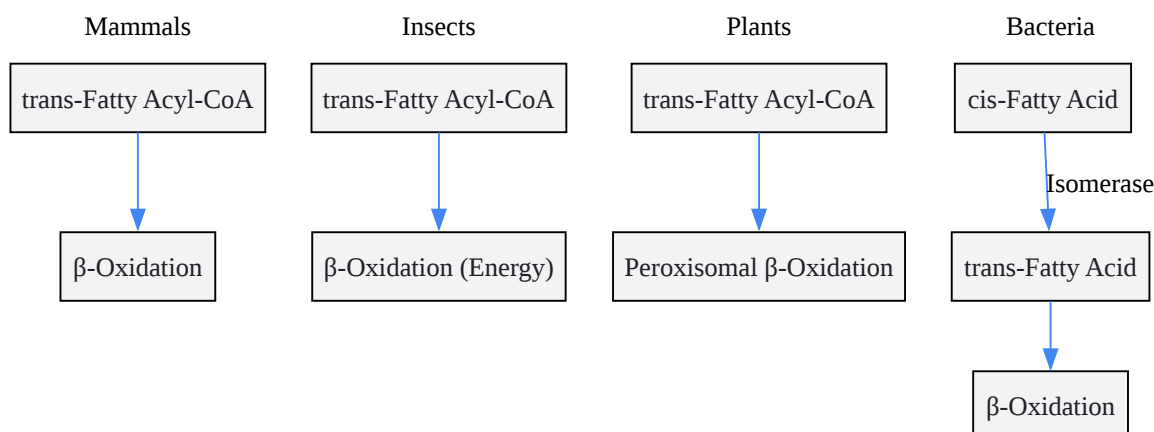 Mammals
Insects
Plants
Bacteria
trans-Fatty Acyl-CoA
trans-Fatty Acyl-CoA
trans-Fatty Acyl-CoA
cis-Fatty Acid
Isomerase
β-Oxidation
β-Oxidation (Energy)
Peroxisomal β-Oxidation
trans-Fatty Acid
β-Oxidation